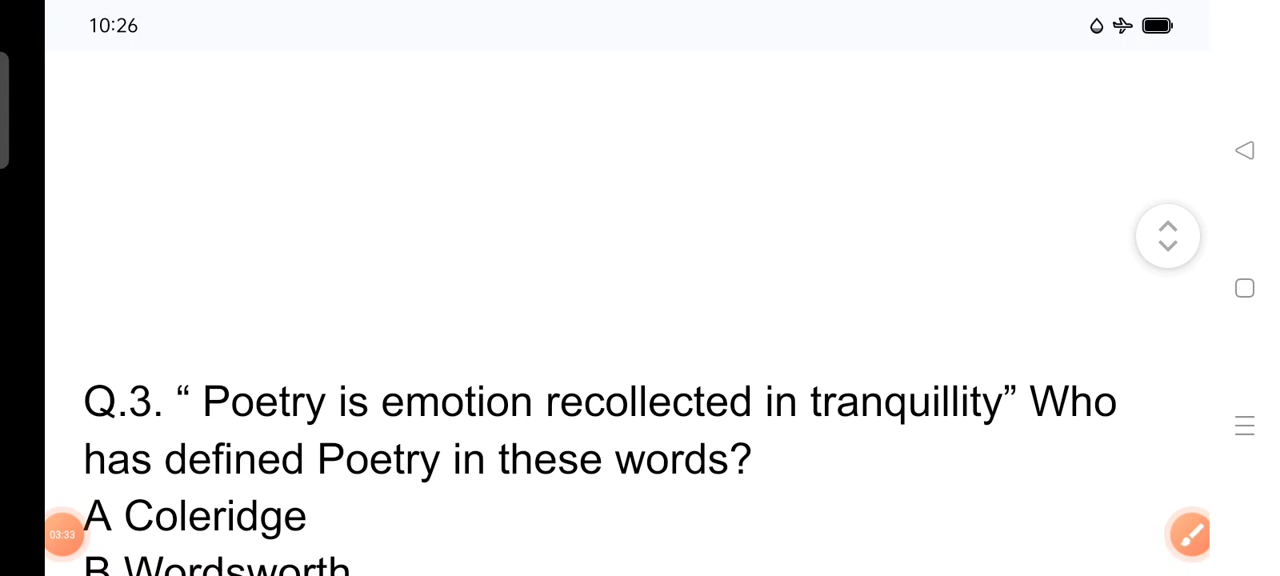 10:26
Q.3. “ Poetry is emotion recollected in tranquillity” Who
has defined Poetry in these words?
A Coleridge
03:33
B Wordsworth